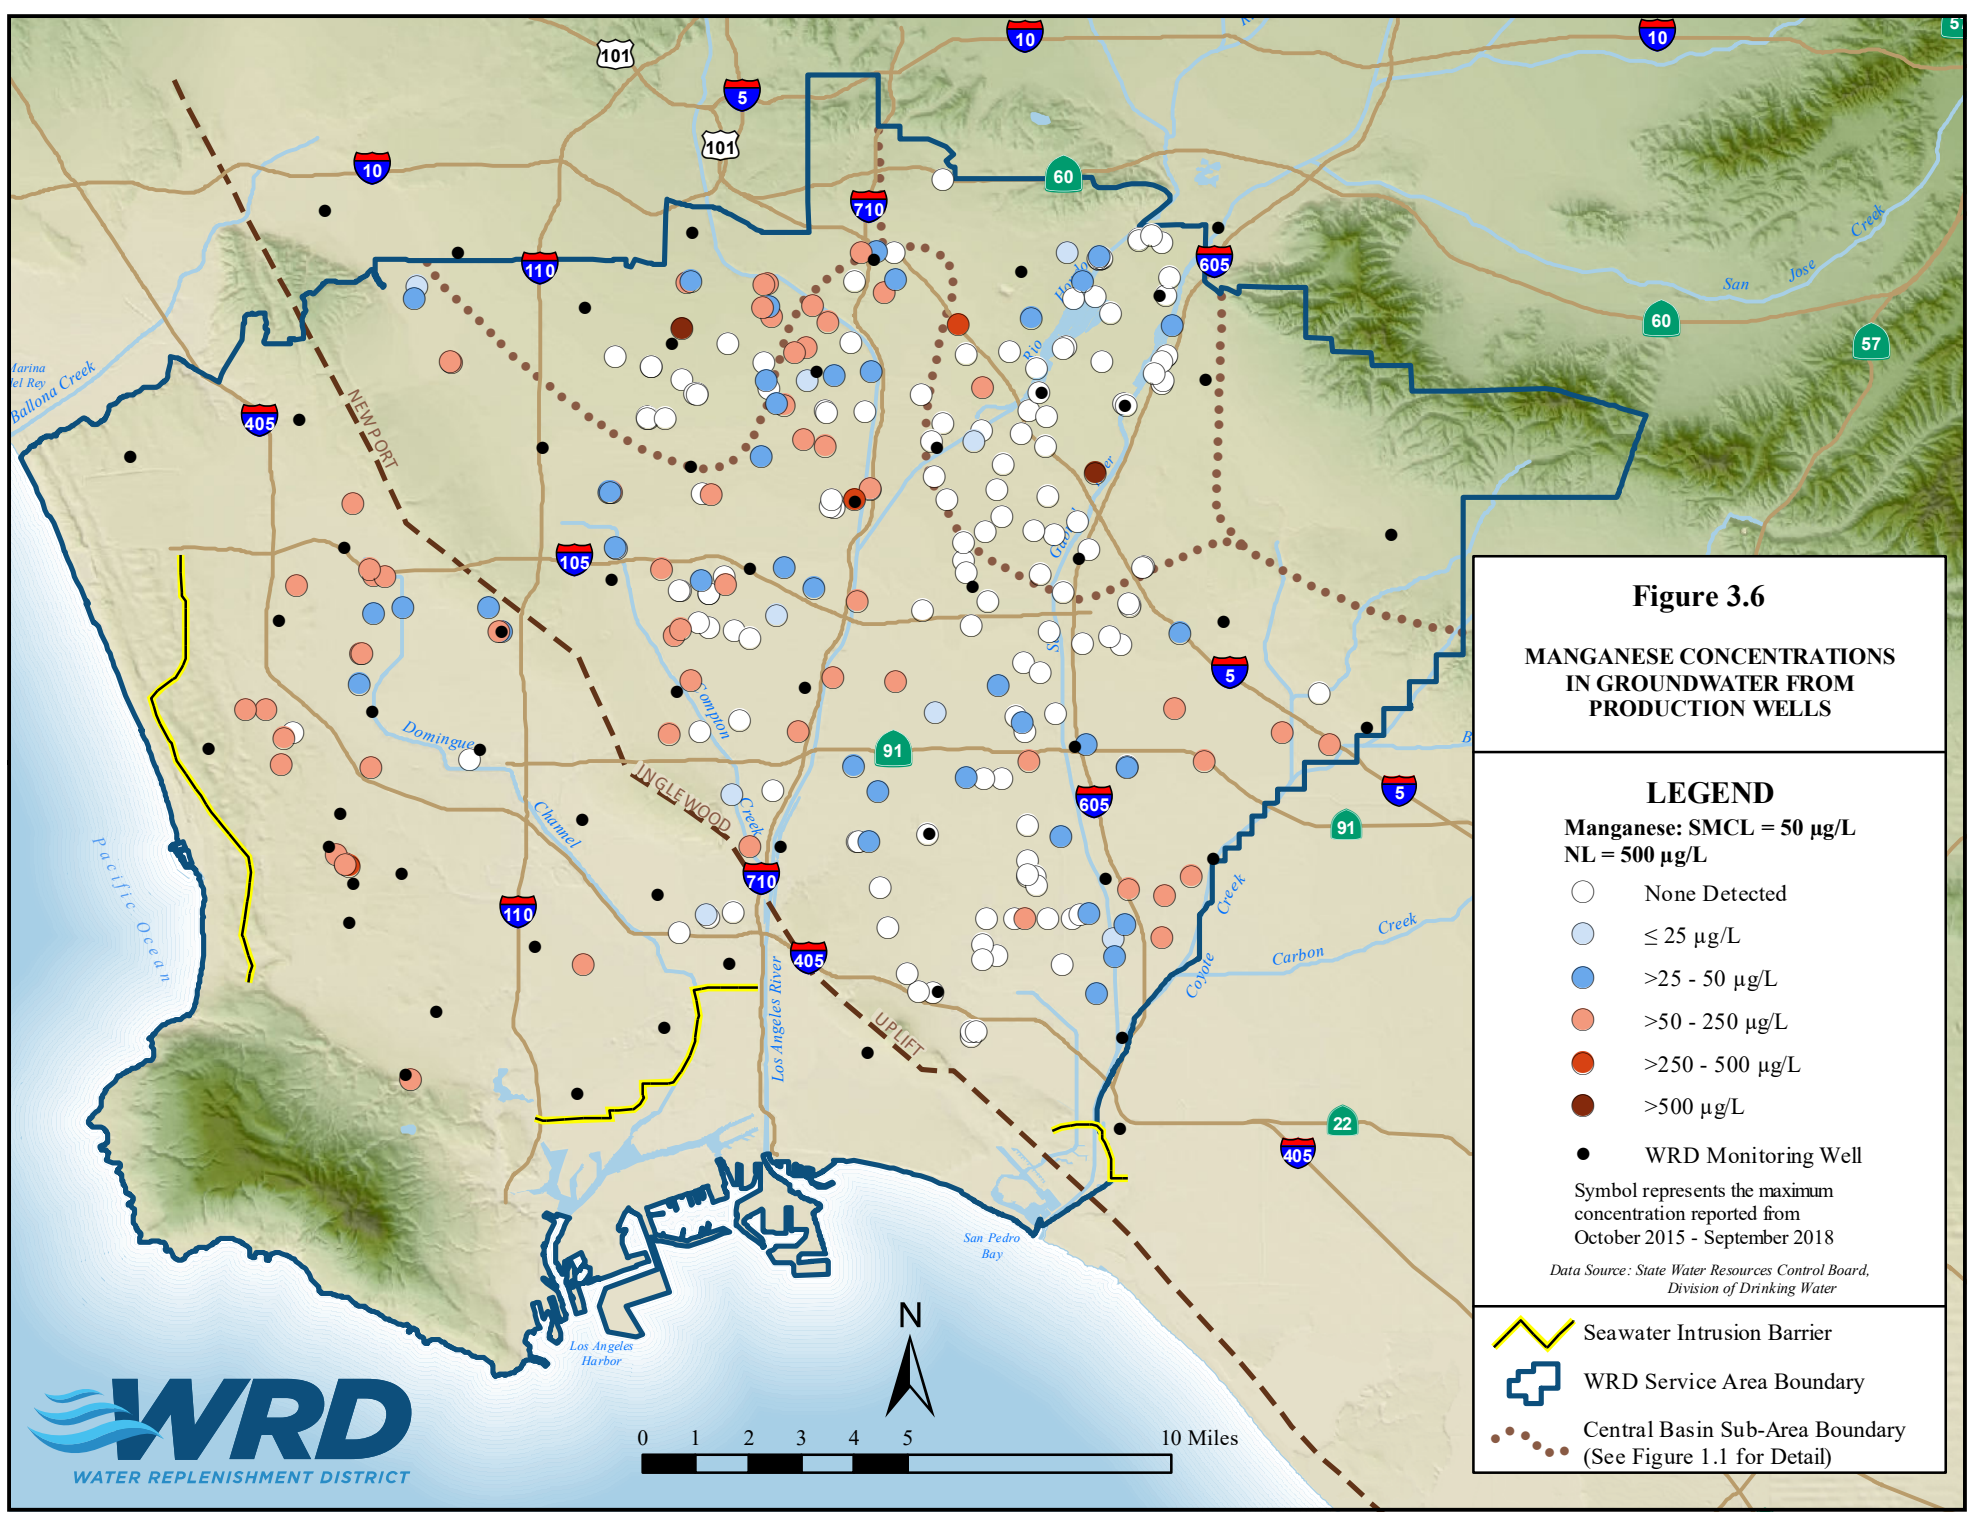 101
10
10
5
5
101
10
60
710
110
605
Rio
Hondo
San
Jose
Creek
60
57
Marina
del Rey
Ballona Creek
405
NEWPORT
105
Gabriel
5
Compton
Creek
Domingue
Channel
91
INGLEWOOD
605
5
91
B
Pacific Ocean
710
110
405
Los Angeles River
UPLIFT
Coyote
Creek
Carbon
Creek
22
405
San Pedro
Bay
Los Angeles
Harbor
Figure 3.6
MANGANESE CONCENTRATIONS
IN GROUNDWATER FROM
PRODUCTION WELLS
LEGEND
Manganese: SMCL = 50 µg/L
NL = 500 µg/L
None Detected
≤ 25 µg/L
>25 - 50 µg/L
>50 - 250 µg/L
>250 - 500 µg/L
>500 µg/L
WRD Monitoring Well
Symbol represents the maximum
concentration reported from
October 2015 - September 2018
Data Source: State Water Resources Control Board,
Division of Drinking Water
Seawater Intrusion Barrier
WRD Service Area Boundary
Central Basin Sub-Area Boundary
(See Figure 1.1 for Detail)
N
0 1 2 3 4 5 10 Miles
WRD
WATER REPLENISHMENT DISTRICT